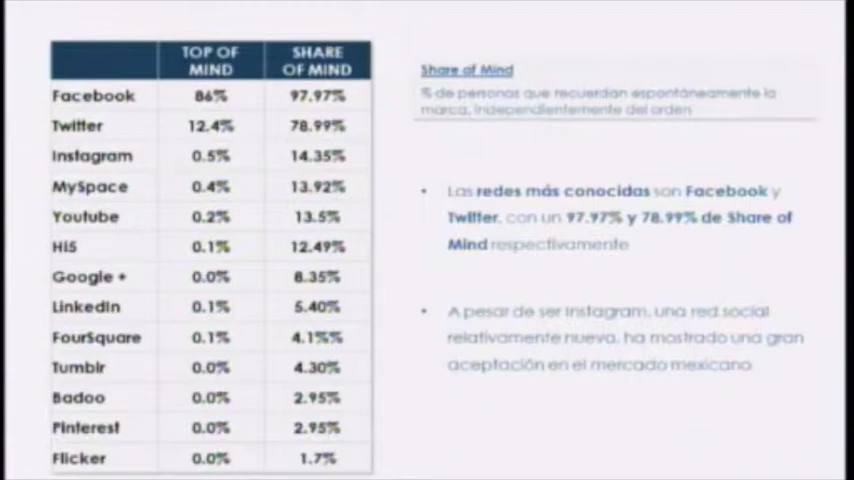 TOP OF MIND SHARE OF MIND
Facebook 86% 97.97%
Twitter 12.4% 78.99%
Instagram 0.5% 14.35%
MySpace 0.4% 13.92%
Youtube 0.2% 13.5%
Hi5 0.1% 12.49%
Google + 0.0% 8.35%
LinkedIn 0.1% 5.40%
FourSquare 0.1% 4.1%%
Tumblr 0.0% 4.30%
Badoo 0.0% 2.95%
Pinterest 0.0% 2.95%
Flicker 0.0% 1.7%
Share of Mind
% de personas que recuerdan espontáneamente la
marca, independientemente del orden
• Las redes más conocidas son Facebook y
Twitter, con un 97.97% y 78.99% de Share of
Mind respectivamente
• A pesar de ser Instagram, una red social
relativamente nueva, ha mostrado una gran
aceptación en el mercado mexicano